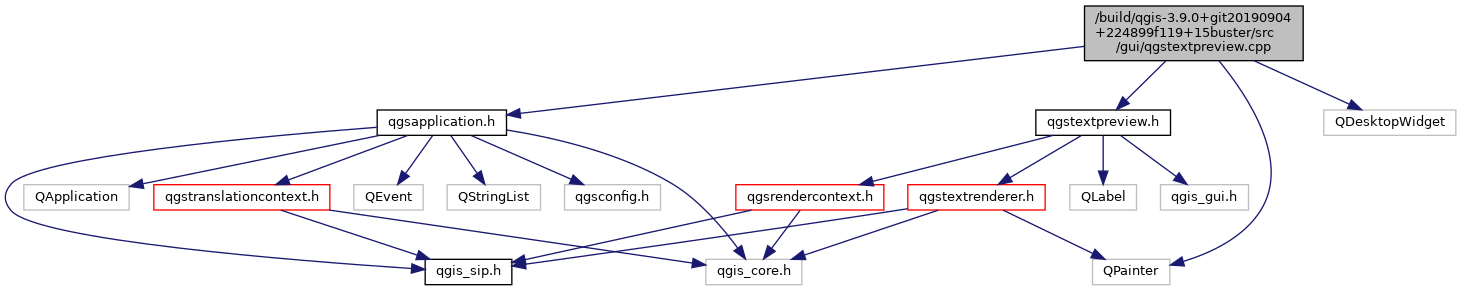 /build/qgis-3.9.0+git20190904
+224899f119+15buster/src
/gui/qgstextpreview.cpp
qgsapplication.h
qgstextpreview.h
QDesktopWidget
QApplication
qgstranslationcontext.h
QEvent
QStringList
qgsconfig.h
qgsrendercontext.h
qgstextrenderer.h
QLabel
qgis_gui.h
qgis_sip.h
qgis_core.h
QPainter